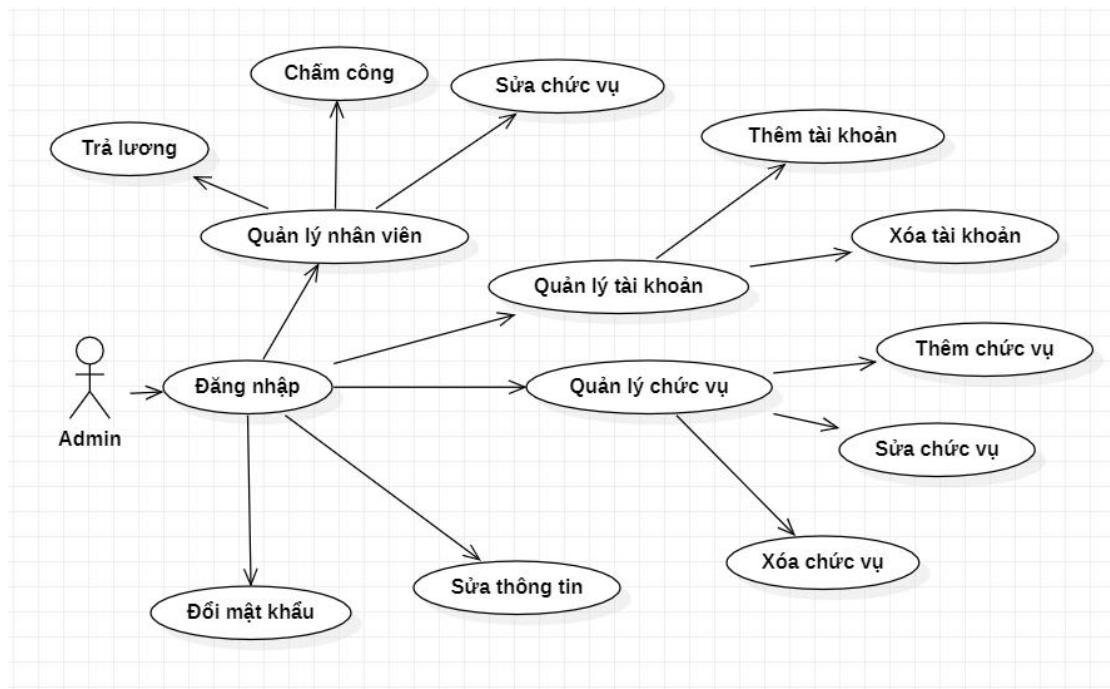 Chấm công
Sửa chức vụ
Thêm tài khoản
Trả lương
Quản lý nhân viên
Xóa tài khoản
Quản lý tài khoản
Thêm chức vụ
Đăng nhập
Quản lý chức vụ
Admin
Sửa chức vụ
Xóa chức vụ
Sửa thông tin
Đổi mật khẩu